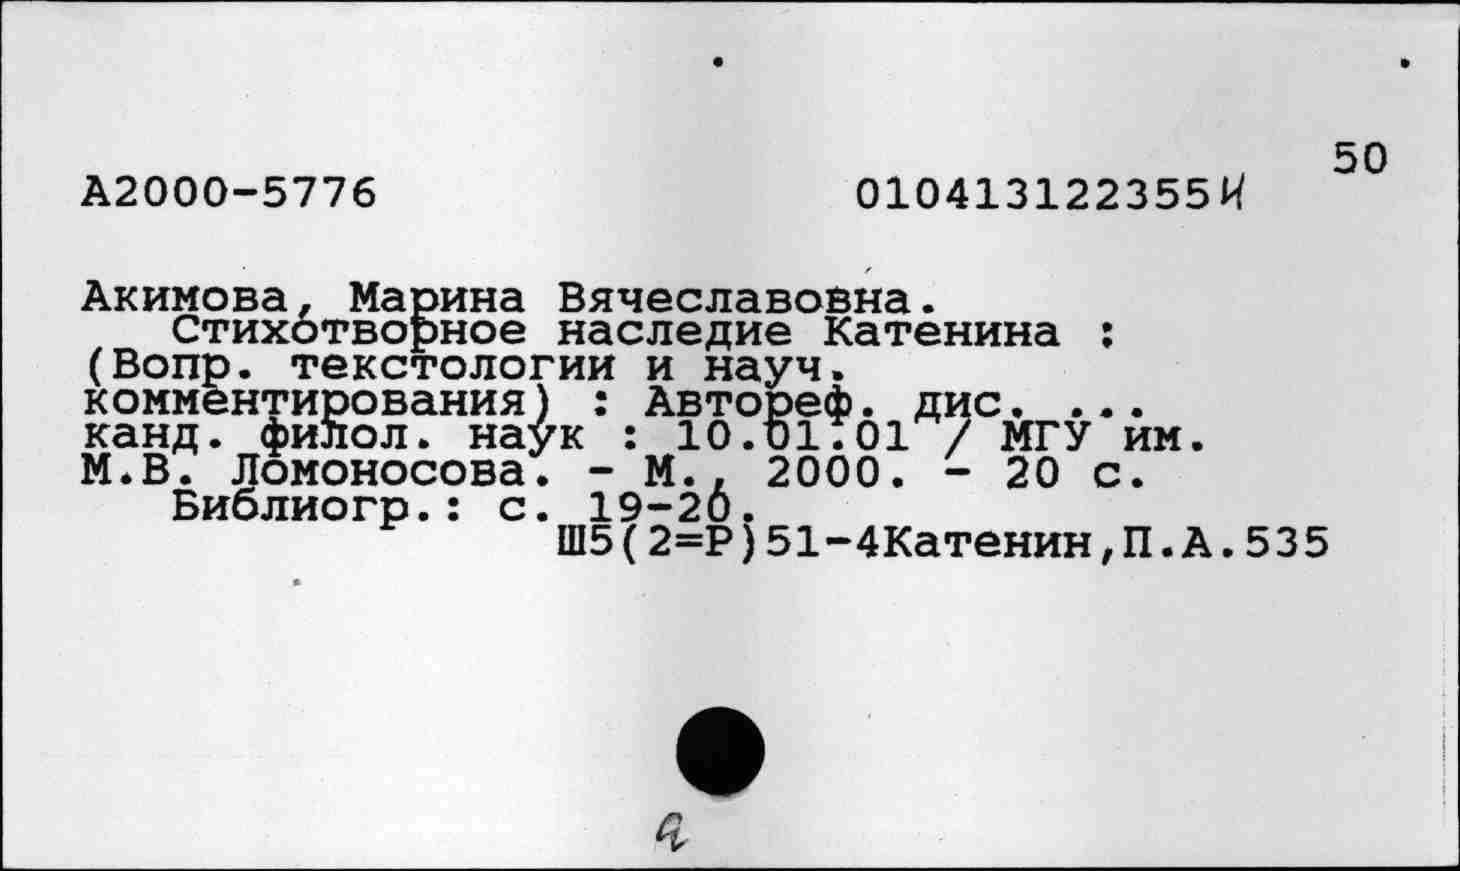 50
А2000-5776 010413122355И
Акимова, Марина Вячеславовна.
Стихотворное наследие Катенина :
(Вопр. текстологии и науч.
комментирования) : Автореф. дис. ...
канд. филол. наук : 10.01.01 / МГУ им.
М.В. Ломоносова. - М., 2000. - 20 с.
Библиогр.: с. 19-20.
Ш5(2=Р)51-4Катенин,П.А.535